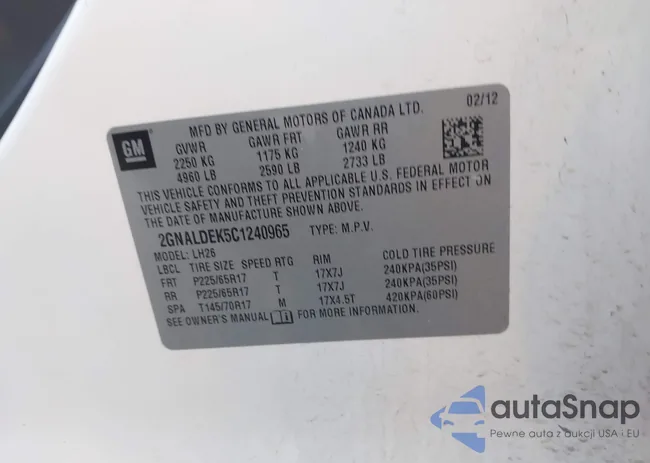 GM
MFD BY GENERAL MOTORS OF CANADA LTD. 02/12
GVWR GAWR FRT GAWR RR
2250 KG 1175 KG 1240 KG
4960 LB 2590 LB 2733 LB
THIS VEHICLE CONFORMS TO ALL APPLICABLE U.S. FEDERAL MOTOR
VEHICLE SAFETY AND THEFT PREVENTION STANDARDS IN EFFECT ON
THE DATE OF MANUFACTURE SHOWN ABOVE.
2GNALDEK5C1240965 TYPE: M.P.V.
MODEL: LH26
LBCL TIRE SIZE SPEED RTG RIM COLD TIRE PRESSURE
FRT P225/65R17 T 17X7J 240KPA(35PSI)
RR P225/65R17 T 17X7J 240KPA(35PSI)
SPA T145/70R17 M 17X4.5T 420KPA(60PSI)
SEE OWNER'S MANUAL FOR MORE INFORMATION.
autaSnap
Pewne auta z aukcji USA i EU